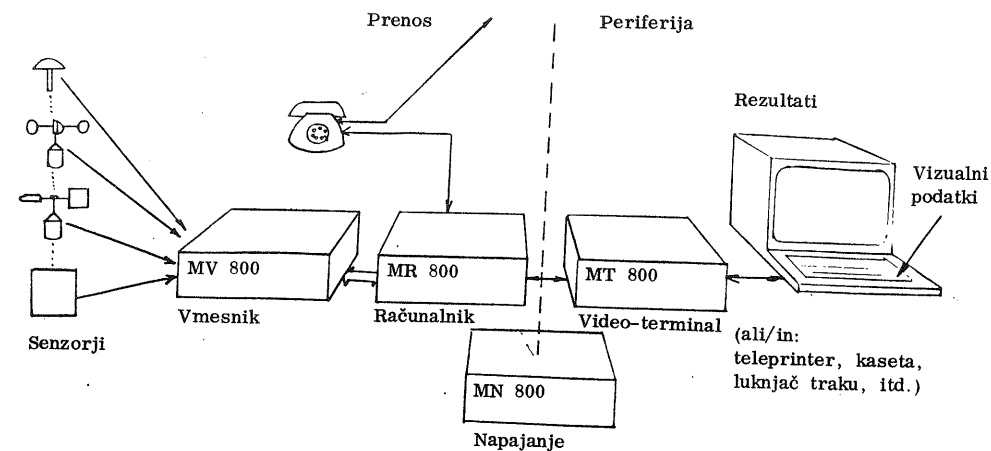 Prenos
Periferija
Rezultati
Vizualni
podatki
MV 800
MR 800
MT 800
Vmesnik
Računalnik
Video-terminal
Senzorji
(ali/in:
teleprinter, kaseta,
luknjač traku, itd.)
MN 800
Napajanje